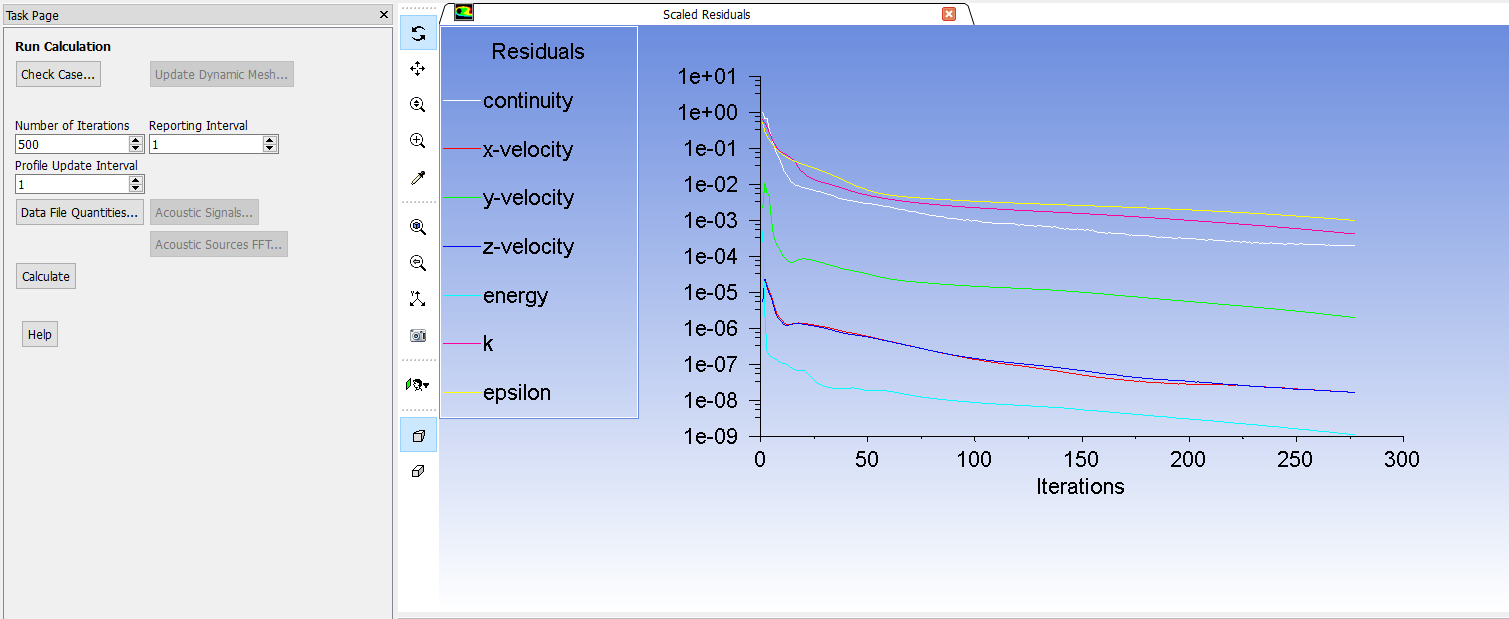 Task Page
Run Calculation
Check Case...
Update Dynamic Mesh...
Number of Iterations
Reporting Interval
500
1
Profile Update Interval
1
Data File Quantities...
Acoustic Signals...
Acoustic Sources FFT...
Calculate
Help
Scaled Residuals
Residuals
continuity
x-velocity
y-velocity
z-velocity
energy
k
epsilon
1e+01
1e+00
1e-01
1e-02
1e-03
1e-04
1e-05
1e-06
1e-07
1e-08
1e-09
0 50 100 150 200 250 300
Iterations